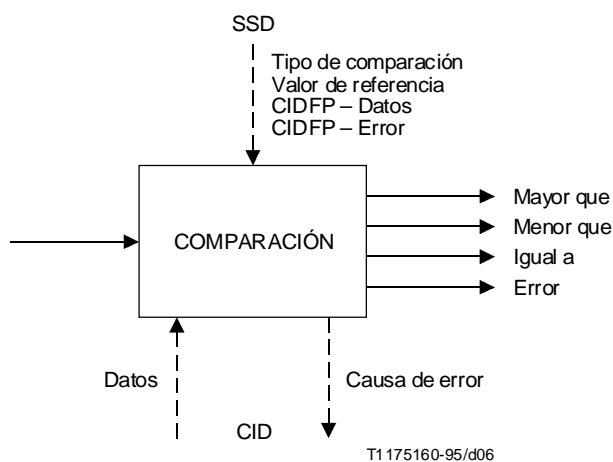 SSD
Tipo de comparación
Valor de referencia
CIDFP – Datos
CIDFP – Error
COMPARACIÓN
Mayor que
Menor que
Igual a
Error
Datos
Causa de error
CID
T1175160-95/d06